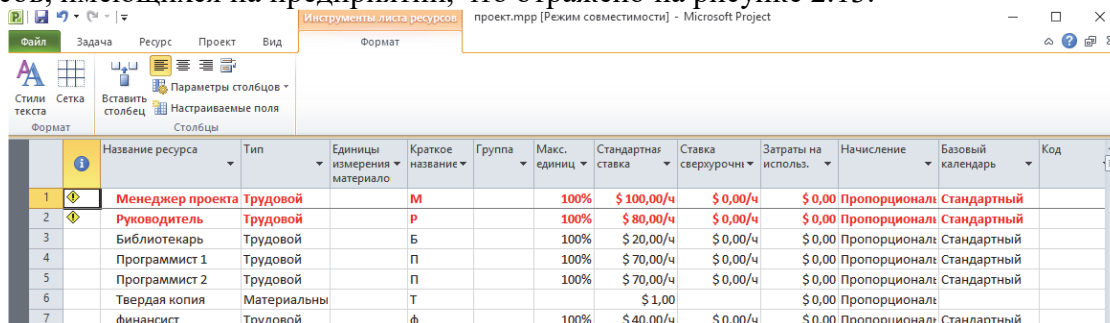 сов, имеющихся на предприятии, что отражено на рисунке 2.15.
Инструменты листа ресурсов проект.mpp [Режим совместимости] - Microsoft Project
Файл Задача Ресурс Проект Вид Формат
Стили текста Сетка Вставить столбец Параметры столбцов Настраиваемые поля
Формат Столбцы
Название ресурса Тип Единицы измерения материало Краткое название Группа Макс. единиц Стандартная ставка Ставка сверхурочн Затраты на использ. Начисление Базовый календарь Код
1 Менеджер проекта Трудовой М 100% $ 100,00/ч $ 0,00/ч $ 0,00 Пропорциональ Стандартный
2 Руководитель Трудовой Р 100% $ 80,00/ч $ 0,00/ч $ 0,00 Пропорциональ Стандартный
3 Библиотекарь Трудовой Б 100% $ 20,00/ч $ 0,00/ч $ 0,00 Пропорциональ Стандартный
4 Программист 1 Трудовой П 100% $ 70,00/ч $ 0,00/ч $ 0,00 Пропорциональ Стандартный
5 Программист 2 Трудовой П 100% $ 70,00/ч $ 0,00/ч $ 0,00 Пропорциональ Стандартный
6 Твердая копия Материальны Т $ 1,00 $ 0,00 Пропорциональ
7 финансист Трудовой ф 100% $ 40,00/ч $ 0,00/ч $ 0,00 Пропорциональ Стандартный